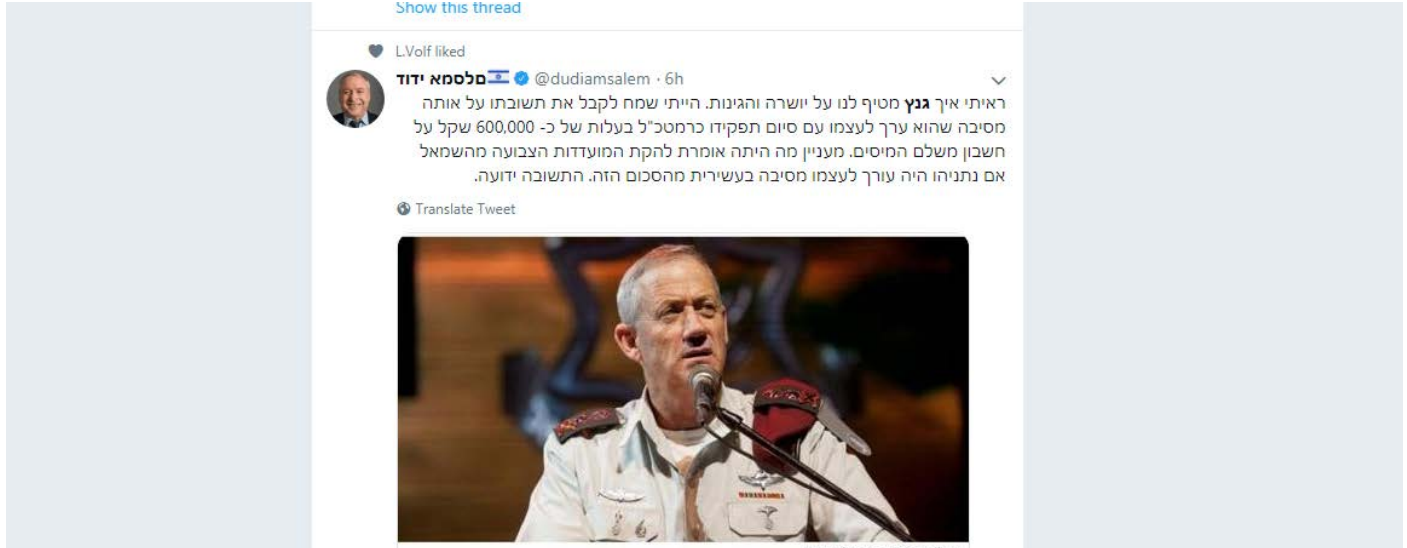 Show this thread
L.Volf liked
םלסמא ידוד @dudiamsalem · 6h
ראיתי איך גנץ מטיף לנו על יושרה והגינות. הייתי שמח לקבל את תשובתו על אותה
מסיבה שהוא ערך לעצמו עם סיום תפקידו כרמטכ"ל בעלות של כ- 600,000 שקל על
חשבון משלם המיסים. מעניין מה היתה אומרת להקת המועדדות הצבועה מהשמאל
אם נתניהו היה עורך לעצמו מסיבה בעשירית מהסכום הזה. התשובה ידועה.
Translate Tweet